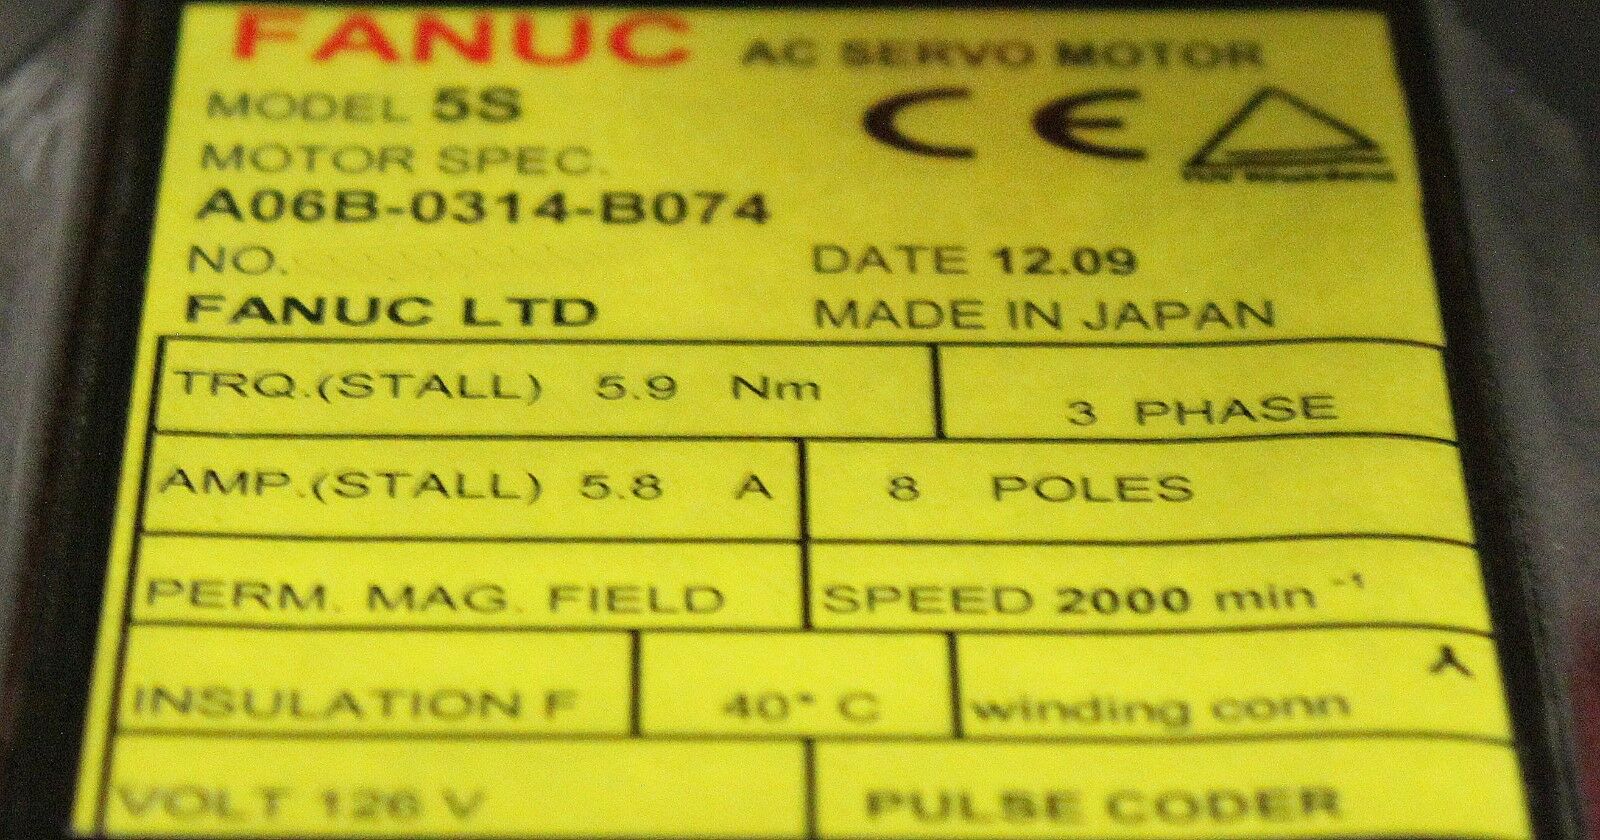 FANUC AC SERVO MOTOR
MODEL 5S
CE
MOTOR SPEC.
A06B-0314-B074
NO. DATE 12.09
FANUC LTD MADE IN JAPAN
TRQ.(STALL) 5.9 Nm 3 PHASE
AMP.(STALL) 5.8 A 8 POLES
PERM. MAG. FIELD SPEED 2000 min⁻¹
INSULATION F 40° C winding conn
VOLT 126 V PULSE CODER